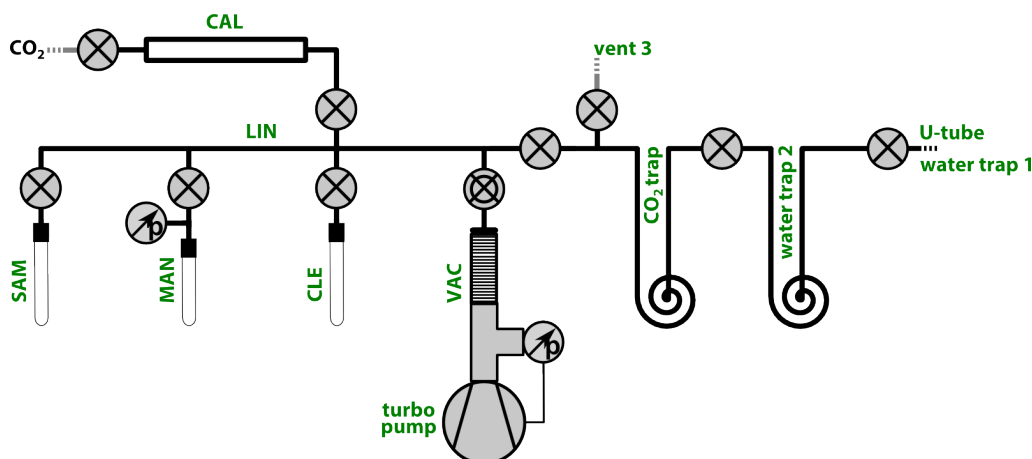 CAL
CO₂
vent 3
LIN
U-tube
water trap 1
CO₂ trap
water trap 2
p
SAM
MAN
CLE
VAC
p
turbo
pump